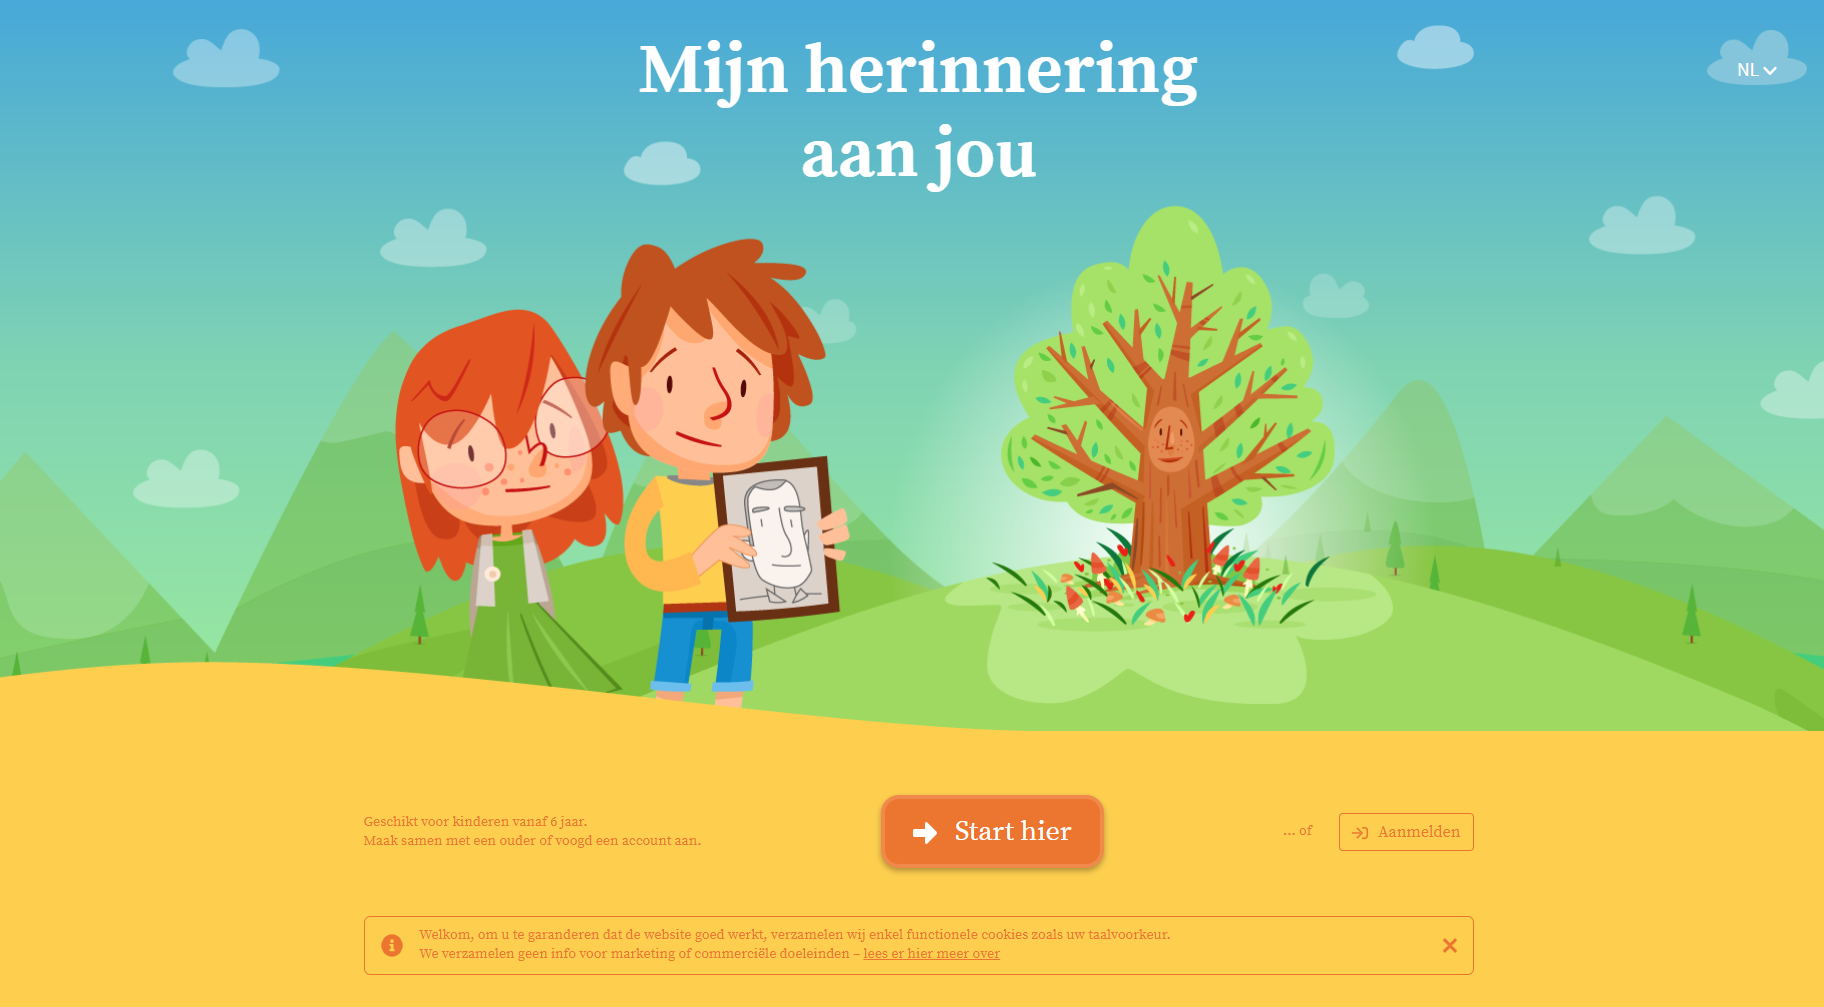 Mijn herinnering
aan jou
NL
Geschikt voor kinderen vanaf 6 jaar.
Maak samen met een ouder of voogd een account aan.
Start hier
... of
Aanmelden
Welkom, om u te garanderen dat de website goed werkt, verzamelen wij enkel functionele cookies zoals uw taalvoorkeur.
We verzamelen geen info voor marketing of commerciële doeleinden – lees er hier meer over